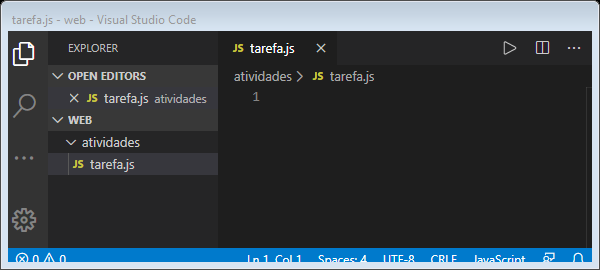 tarefa.js - web - Visual Studio Code
EXPLORER
OPEN EDITORS
JS tarefa.js atividades
WEB
atividades
JS tarefa.js
JS tarefa.js
atividades > JS tarefa.js
1
0 0 Ln 1, Col 1 Spaces: 4 UTF-8 CRLF JavaScript